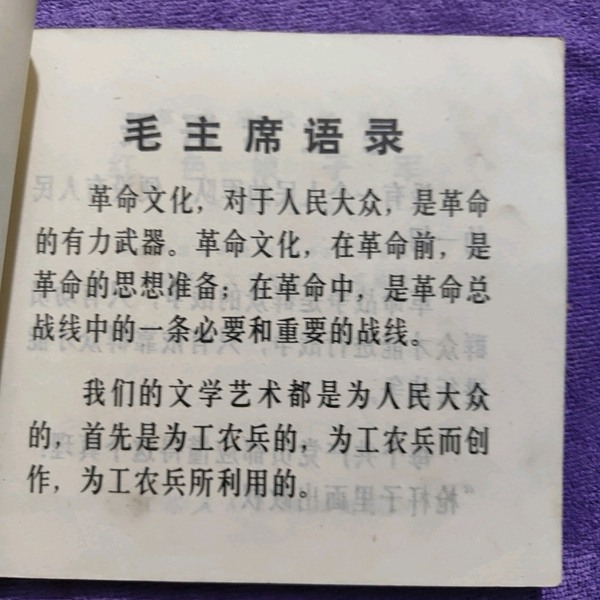 毛主席语录
革命文化，对于人民大众，是革命
的有力武器。革命文化，在革命前，是
革命的思想准备；在革命中，是革命总
战线中的一条必要和重要的战线。
我们的文学艺术都是为人民大众
的，首先是为工农兵的，为工农兵而创
作，为工农兵所利用的。